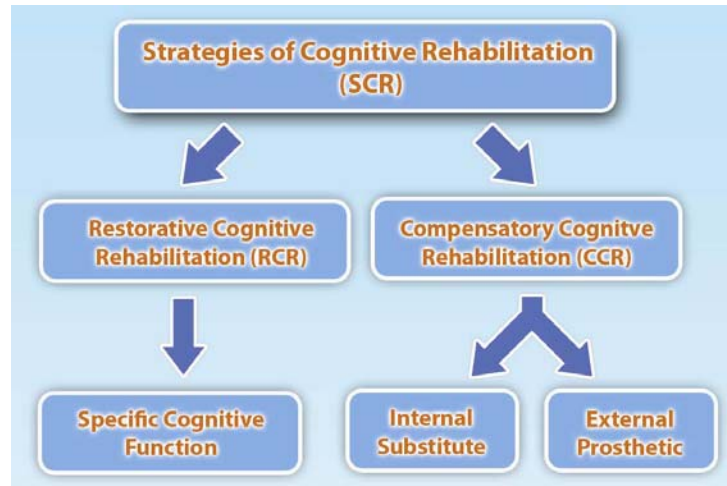 Strategies of Cognitive Rehabilitation
(SCR)
Restorative Cognitive
Rehabilitation (RCR)
Compensatory Cognitve
Rehabilitation (CCR)
Specific Cognitive
Function
Internal
Substitute
External
Prosthetic